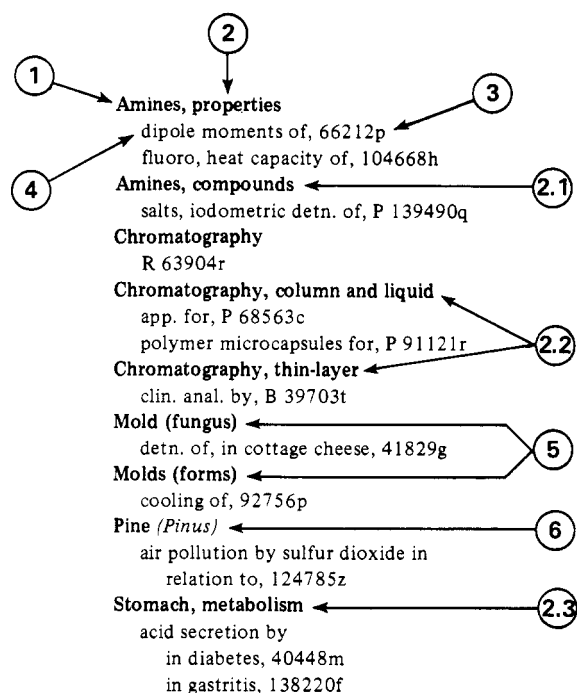 2
1
3
Amines, properties
dipole moments of, 66212p
fluoro, heat capacity of, 104668h
4
Amines, compounds
2.1
salts, iodometric detn. of, P 139490q
Chromatography
R 63904r
Chromatography, column and liquid
app. for, P 68563c
polymer microcapsules for, P 91121r
2.2
Chromatography, thin-layer
clin. anal. by, B 39703t
Mold (fungus)
detn. of, in cottage cheese, 41829g
5
Molds (forms)
cooling of, 92756p
Pine (Pinus)
6
air pollution by sulfur dioxide in
relation to, 124785z
Stomach, metabolism
2.3
acid secretion by
in diabetes, 40448m
in gastritis, 138220f